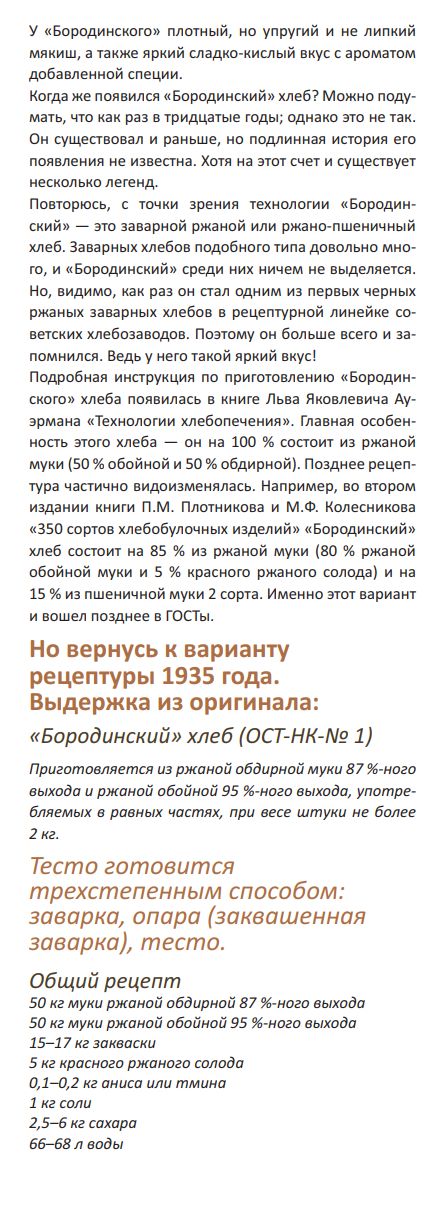 У «Бородинского» плотный, но упругий и не липкий
мякиш, а также яркий сладко-кислый вкус с ароматом
добавленной специи.
Когда же появился «Бородинский» хлеб? Можно поду-
мать, что как раз в тридцатые годы; однако это не так.
Он существовал и раньше, но подлинная история его
появления не известна. Хотя на этот счет и существует
несколько легенд.
Повторюсь, с точки зрения технологии «Бородин-
ский» — это заварной ржаной или ржано-пшеничный
хлеб. Заварных хлебов подобного типа довольно мно-
го, и «Бородинский» среди них ничем не выделяется.
Но, видимо, как раз он стал одним из первых черных
ржаных заварных хлебов в рецептурной линейке со-
ветских хлебозаводов. Поэтому он больше всего и за-
помнился. Ведь у него такой яркий вкус!
Подробная инструкция по приготовлению «Бородин-
ского» хлеба появилась в книге Льва Яковлевича Ау-
эрмана «Технологии хлебопечения». Главная особен-
ность этого хлеба — он на 100 % состоит из ржаной
муки (50 % обойной и 50 % обдирной). Позднее рецеп-
тура частично видоизменялась. Например, во втором
издании книги П.М. Плотникова и М.Ф. Колесникова
«350 сортов хлебобулочных изделий» «Бородинский»
хлеб состоит на 85 % из ржаной муки (80 % ржаной
обойной муки и 5 % красного ржаного солода) и на
15 % из пшеничной муки 2 сорта. Именно этот вариант
и вошел позднее в ГОСТы.
Но вернусь к варианту
рецептуры 1935 года.
Выдержка из оригинала:
«Бородинский» хлеб (ОСТ-НК-№ 1)
Приготовляется из ржаной обдирной муки 87 %-ного
выхода и ржаной обойной 95 %-ного выхода, употре-
бляемых в равных частях, при весе штуки не более
2 кг.
Тесто готовится
трехстепенным способом:
заварка, опара (заквашенная
заварка), тесто.
Общий рецепт
50 кг муки ржаной обдирной 87 %-ного выхода
50 кг муки ржаной обойной 95 %-ного выхода
15–17 кг закваски
5 кг красного ржаного солода
0,1–0,2 кг аниса или тмина
1 кг соли
2,5–6 кг сахара
66–68 л воды